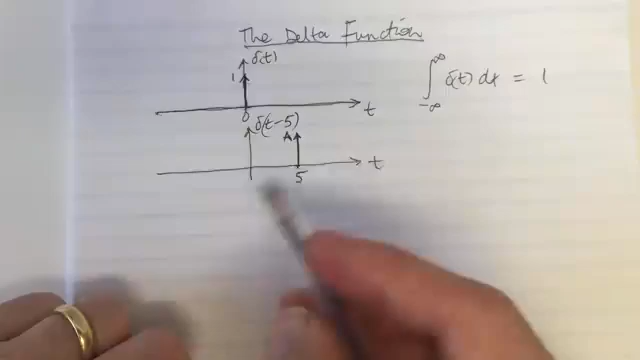 The Delta Function
δ(t)
1
∫_{-∞}^{∞} δ(t) dt = 1
0
t
δ(t-5)
A
5
t